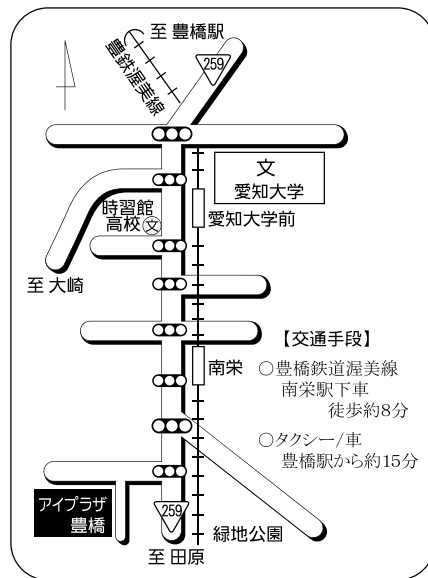 至 豊橋駅
259
豊鉄渥美線
文
愛知大学
時習館
高校 文
愛知大学前
至 大崎
【交通手段】
南栄
○豊橋鉄道渥美線
南栄駅下車
徒歩約8分
○タクシー/車
豊橋駅から約15分
アイプラザ
豊橋
259
緑地公園
至 田原